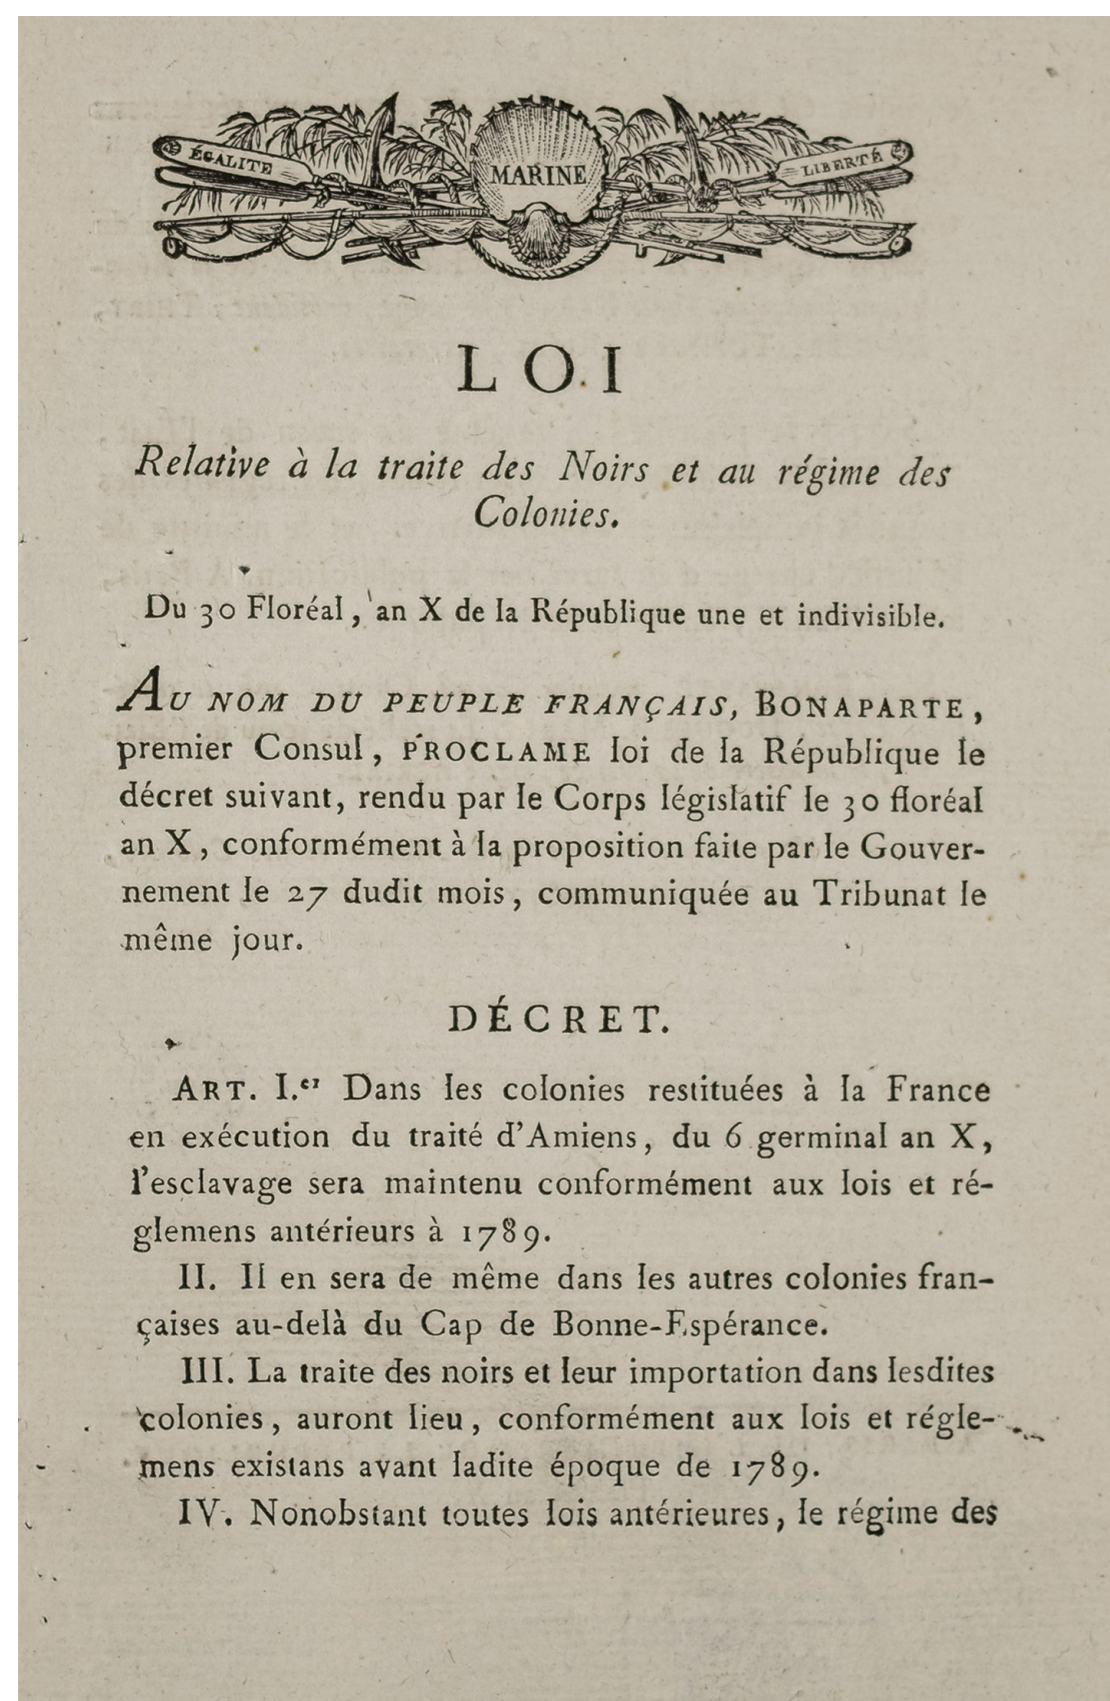 ÉGALITE
MARINE
LIBERTÉ
LOI
Relative à la traite des Noirs et au régime des
Colonies.
Du 30 Floréal, an X de la République une et indivisible.
AU NOM DU PEUPLE FRANÇAIS, BONAPARTE,
premier Consul, PROCLAME loi de la République le
décret suivant, rendu par le Corps législatif le 30 floréal
an X, conformément à la proposition faite par le Gouver-
nement le 27 dudit mois, communiquée au Tribunat le
même jour.
DÉCRET.
ART. I.er Dans les colonies restituées à la France
en exécution du traité d'Amiens, du 6 germinal an X,
l'esclavage sera maintenu conformément aux lois et ré-
glemens antérieurs à 1789.
II. Il en sera de même dans les autres colonies fran-
çaises au-delà du Cap de Bonne-Espérance.
III. La traite des noirs et leur importation dans lesdites
colonies, auront lieu, conformément aux lois et régle-
mens existans avant ladite époque de 1789.
IV. Nonobstant toutes lois antérieures, le régime des